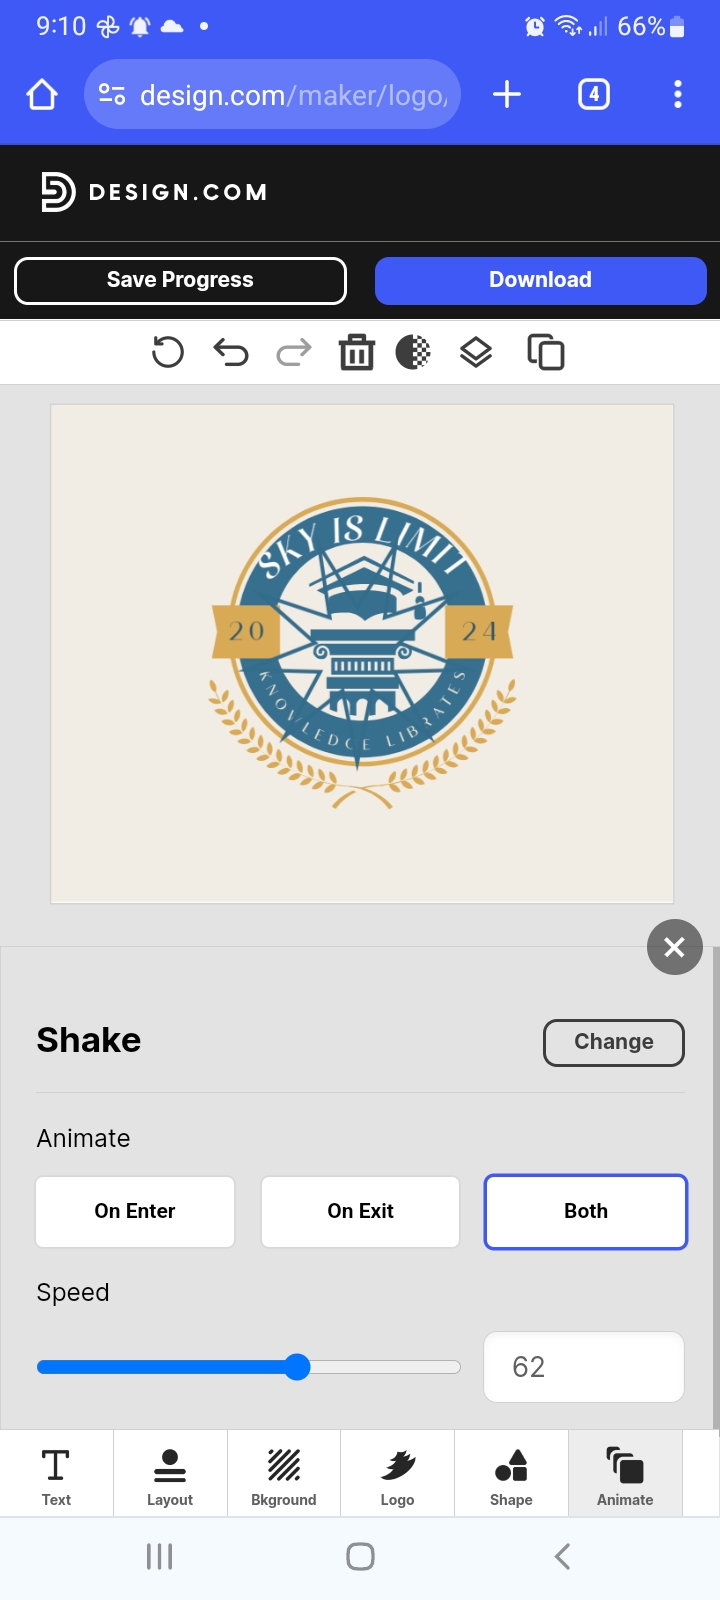 9:10 66%
design.com/maker/logo/ 4
DESIGN.COM
Save Progress Download
SKY IS LIMIT
20 24
KNOWLEDGE LIBRATES
Shake Change
Animate
On Enter On Exit Both
Speed
62
Text Layout Bkground Logo Shape Animate